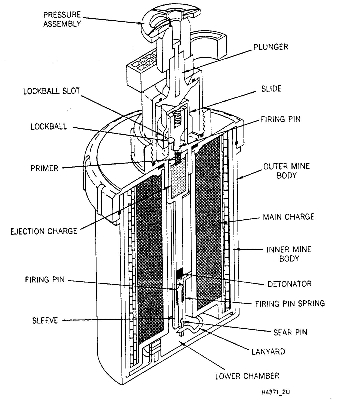 PRESSURE
ASSEMBLY
PLUNGER
LOCKBALL SLOT
SLIDE
LOCKBALL
FIRING PIN
PRIMER
OUTER MINE
BODY
MAIN CHARGE
EJECTION CHARGE
INNER MINE
BODY
FIRING PIN
DETONATOR
FIRING PIN SPRING
SLEEVE
SEAR PIN
LANYARD
LOWER CHAMBER